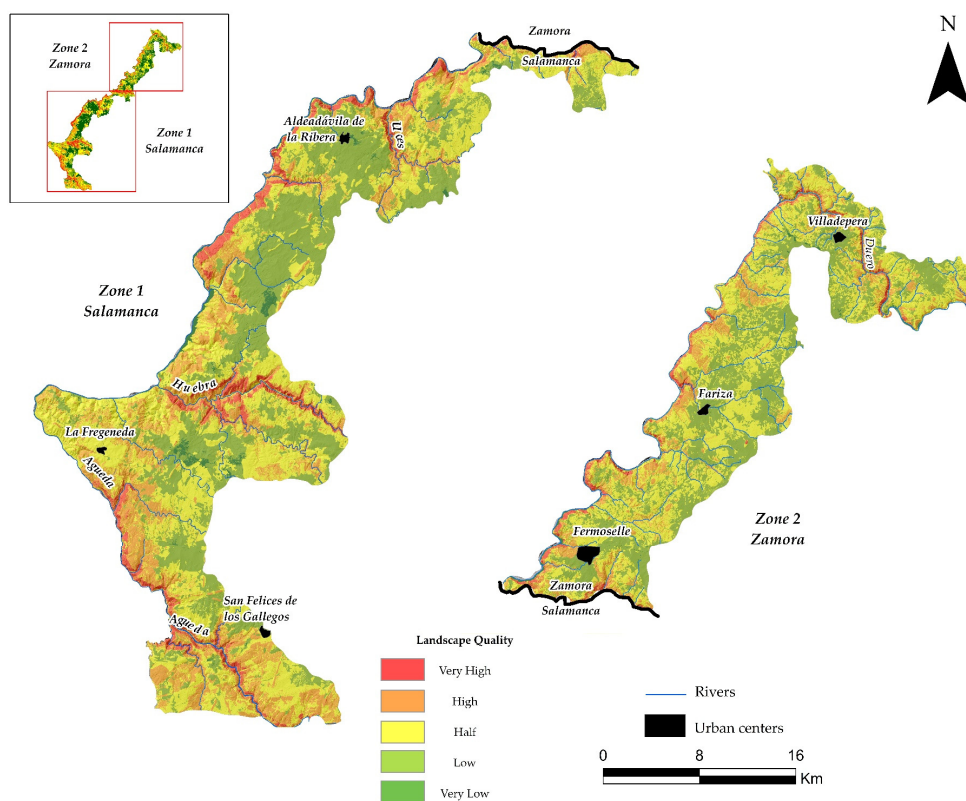 Zone 2
Zamora
Zone 1
Salamanca
Zamora
Salamanca
N
Aldeadávila de
la Ribera
Uces
Villadepera
Duero
Zone 1
Salamanca
Huebra
Fariza
La Fregeneda
Agueda
Zone 2
Zamora
Fermoselle
Zamora
Salamanca
San Felices de
los Gallegos
Agueda
Landscape Quality
Very High
High
Half
Low
Very Low
Rivers
Urban centers
0 8 16
Km